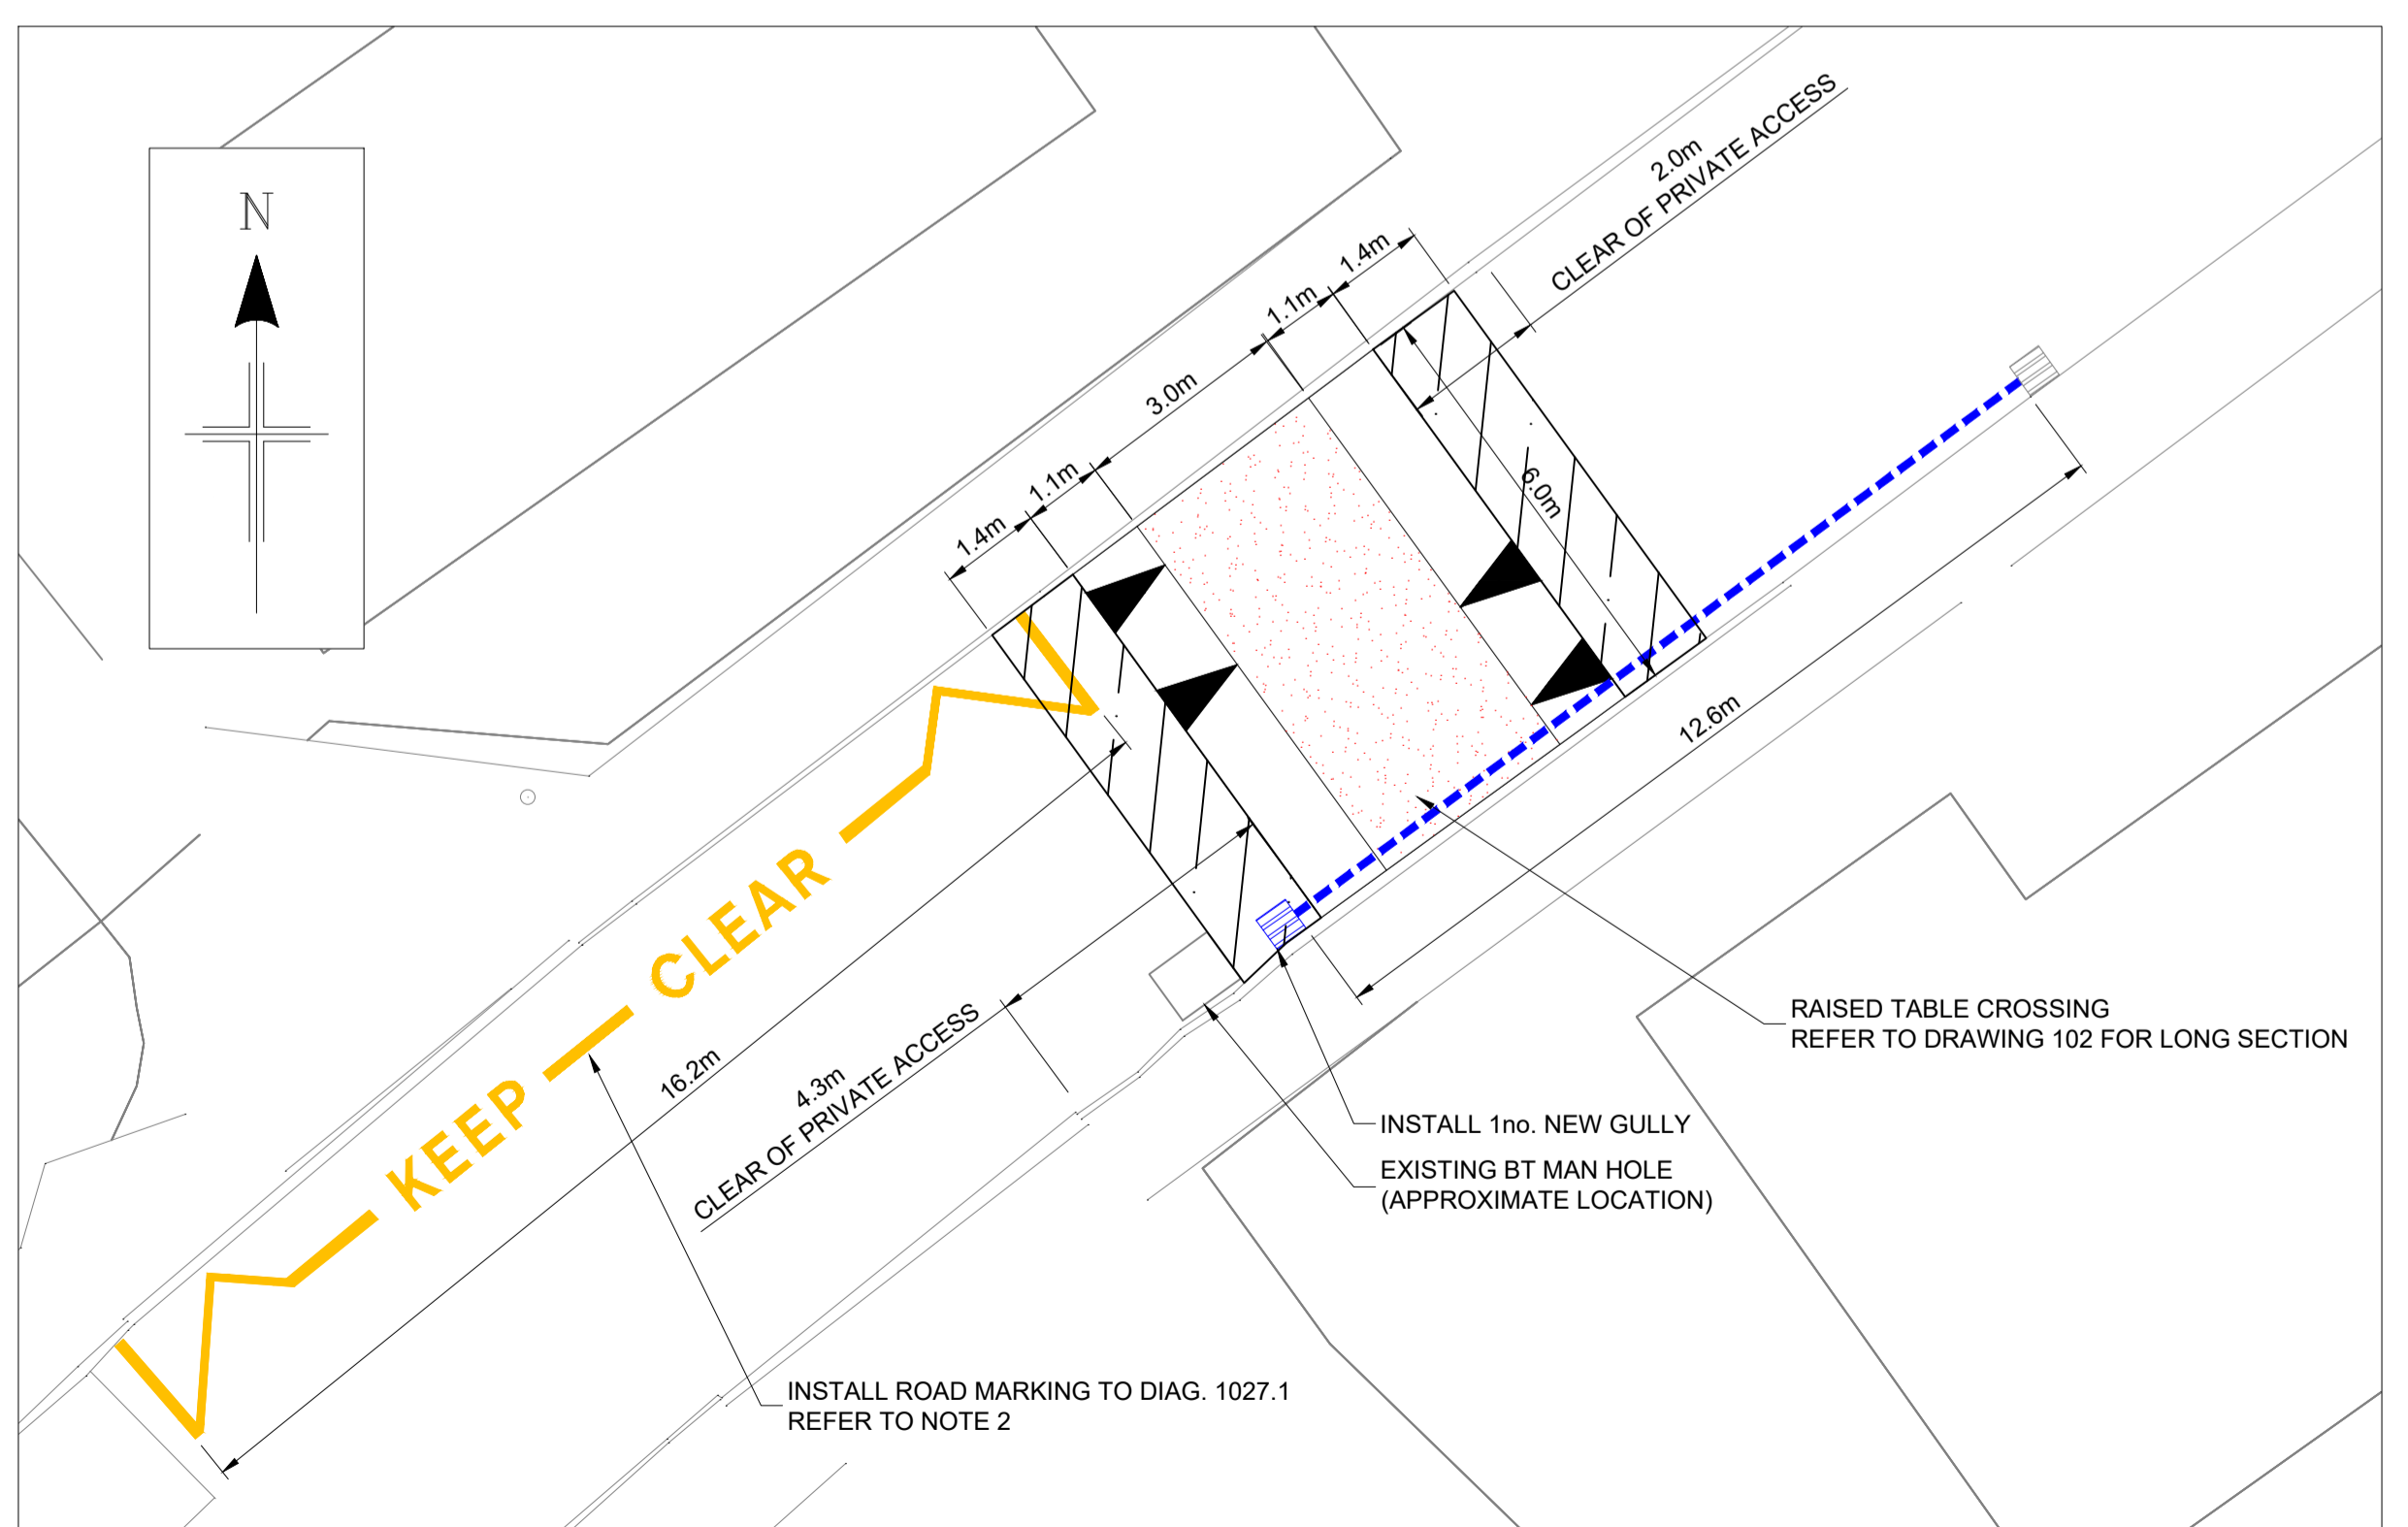 N
2.0m
CLEAR OF PRIVATE ACCESS
1.4m
1.1m
3.0m
1.1m
1.4m
6.0m
12.6m
KEEP CLEAR
16.2m
4.3m
CLEAR OF PRIVATE ACCESS
RAISED TABLE CROSSING
REFER TO DRAWING 102 FOR LONG SECTION
INSTALL 1no. NEW GULLY
EXISTING BT MAN HOLE
(APPROXIMATE LOCATION)
INSTALL ROAD MARKING TO DIAG. 1027.1
REFER TO NOTE 2